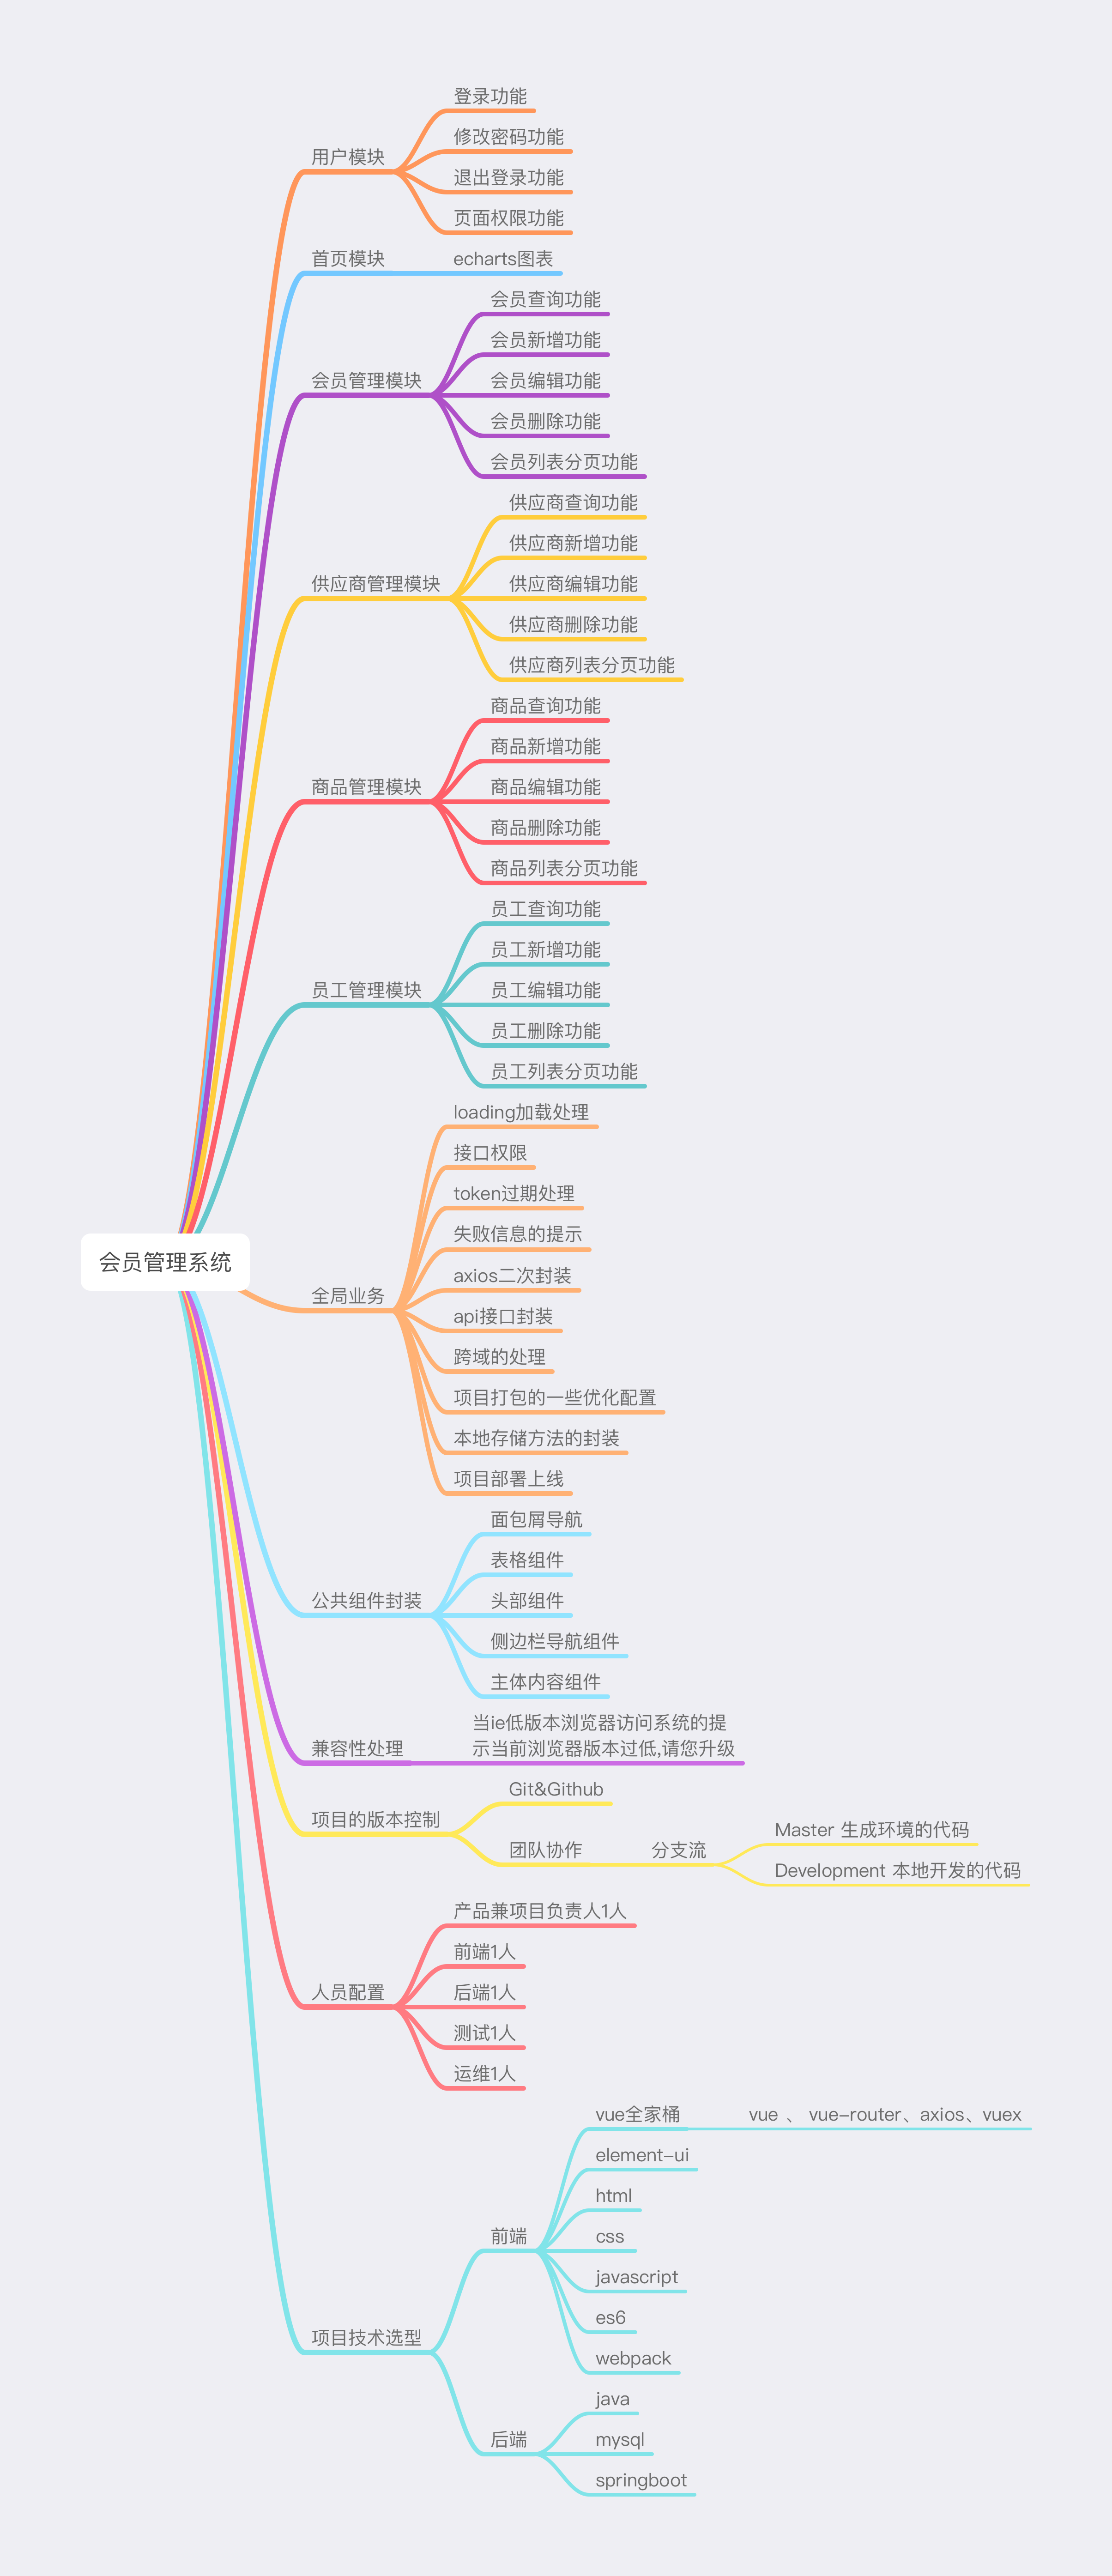 登录功能
修改密码功能
用户模块
退出登录功能
页面权限功能
首页模块
echarts图表
会员查询功能
会员新增功能
会员管理模块
会员编辑功能
会员删除功能
会员列表分页功能
供应商查询功能
供应商新增功能
供应商管理模块
供应商编辑功能
供应商删除功能
供应商列表分页功能
商品查询功能
商品新增功能
商品管理模块
商品编辑功能
商品删除功能
商品列表分页功能
员工查询功能
员工新增功能
员工管理模块
员工编辑功能
员工删除功能
员工列表分页功能
loading加载处理
接口权限
token过期处理
失败信息的提示
会员管理系统
axios二次封装
全局业务
api接口封装
跨域的处理
项目打包的一些优化配置
本地存储方法的封装
项目部署上线
面包屑导航
表格组件
公共组件封装
头部组件
侧边栏导航组件
主体内容组件
兼容性处理
当ie低版本浏览器访问系统的提
示当前浏览器版本过低,请您升级
Git&Github
项目的版本控制
团队协作
分支流
Master 生成环境的代码
Development 本地开发的代码
产品兼项目负责人1人
前端1人
人员配置
后端1人
测试1人
运维1人
vue全家桶
vue 、 vue-router、axios、vuex
element-ui
html
前端
css
javascript
es6
项目技术选型
webpack
java
后端
mysql
springboot